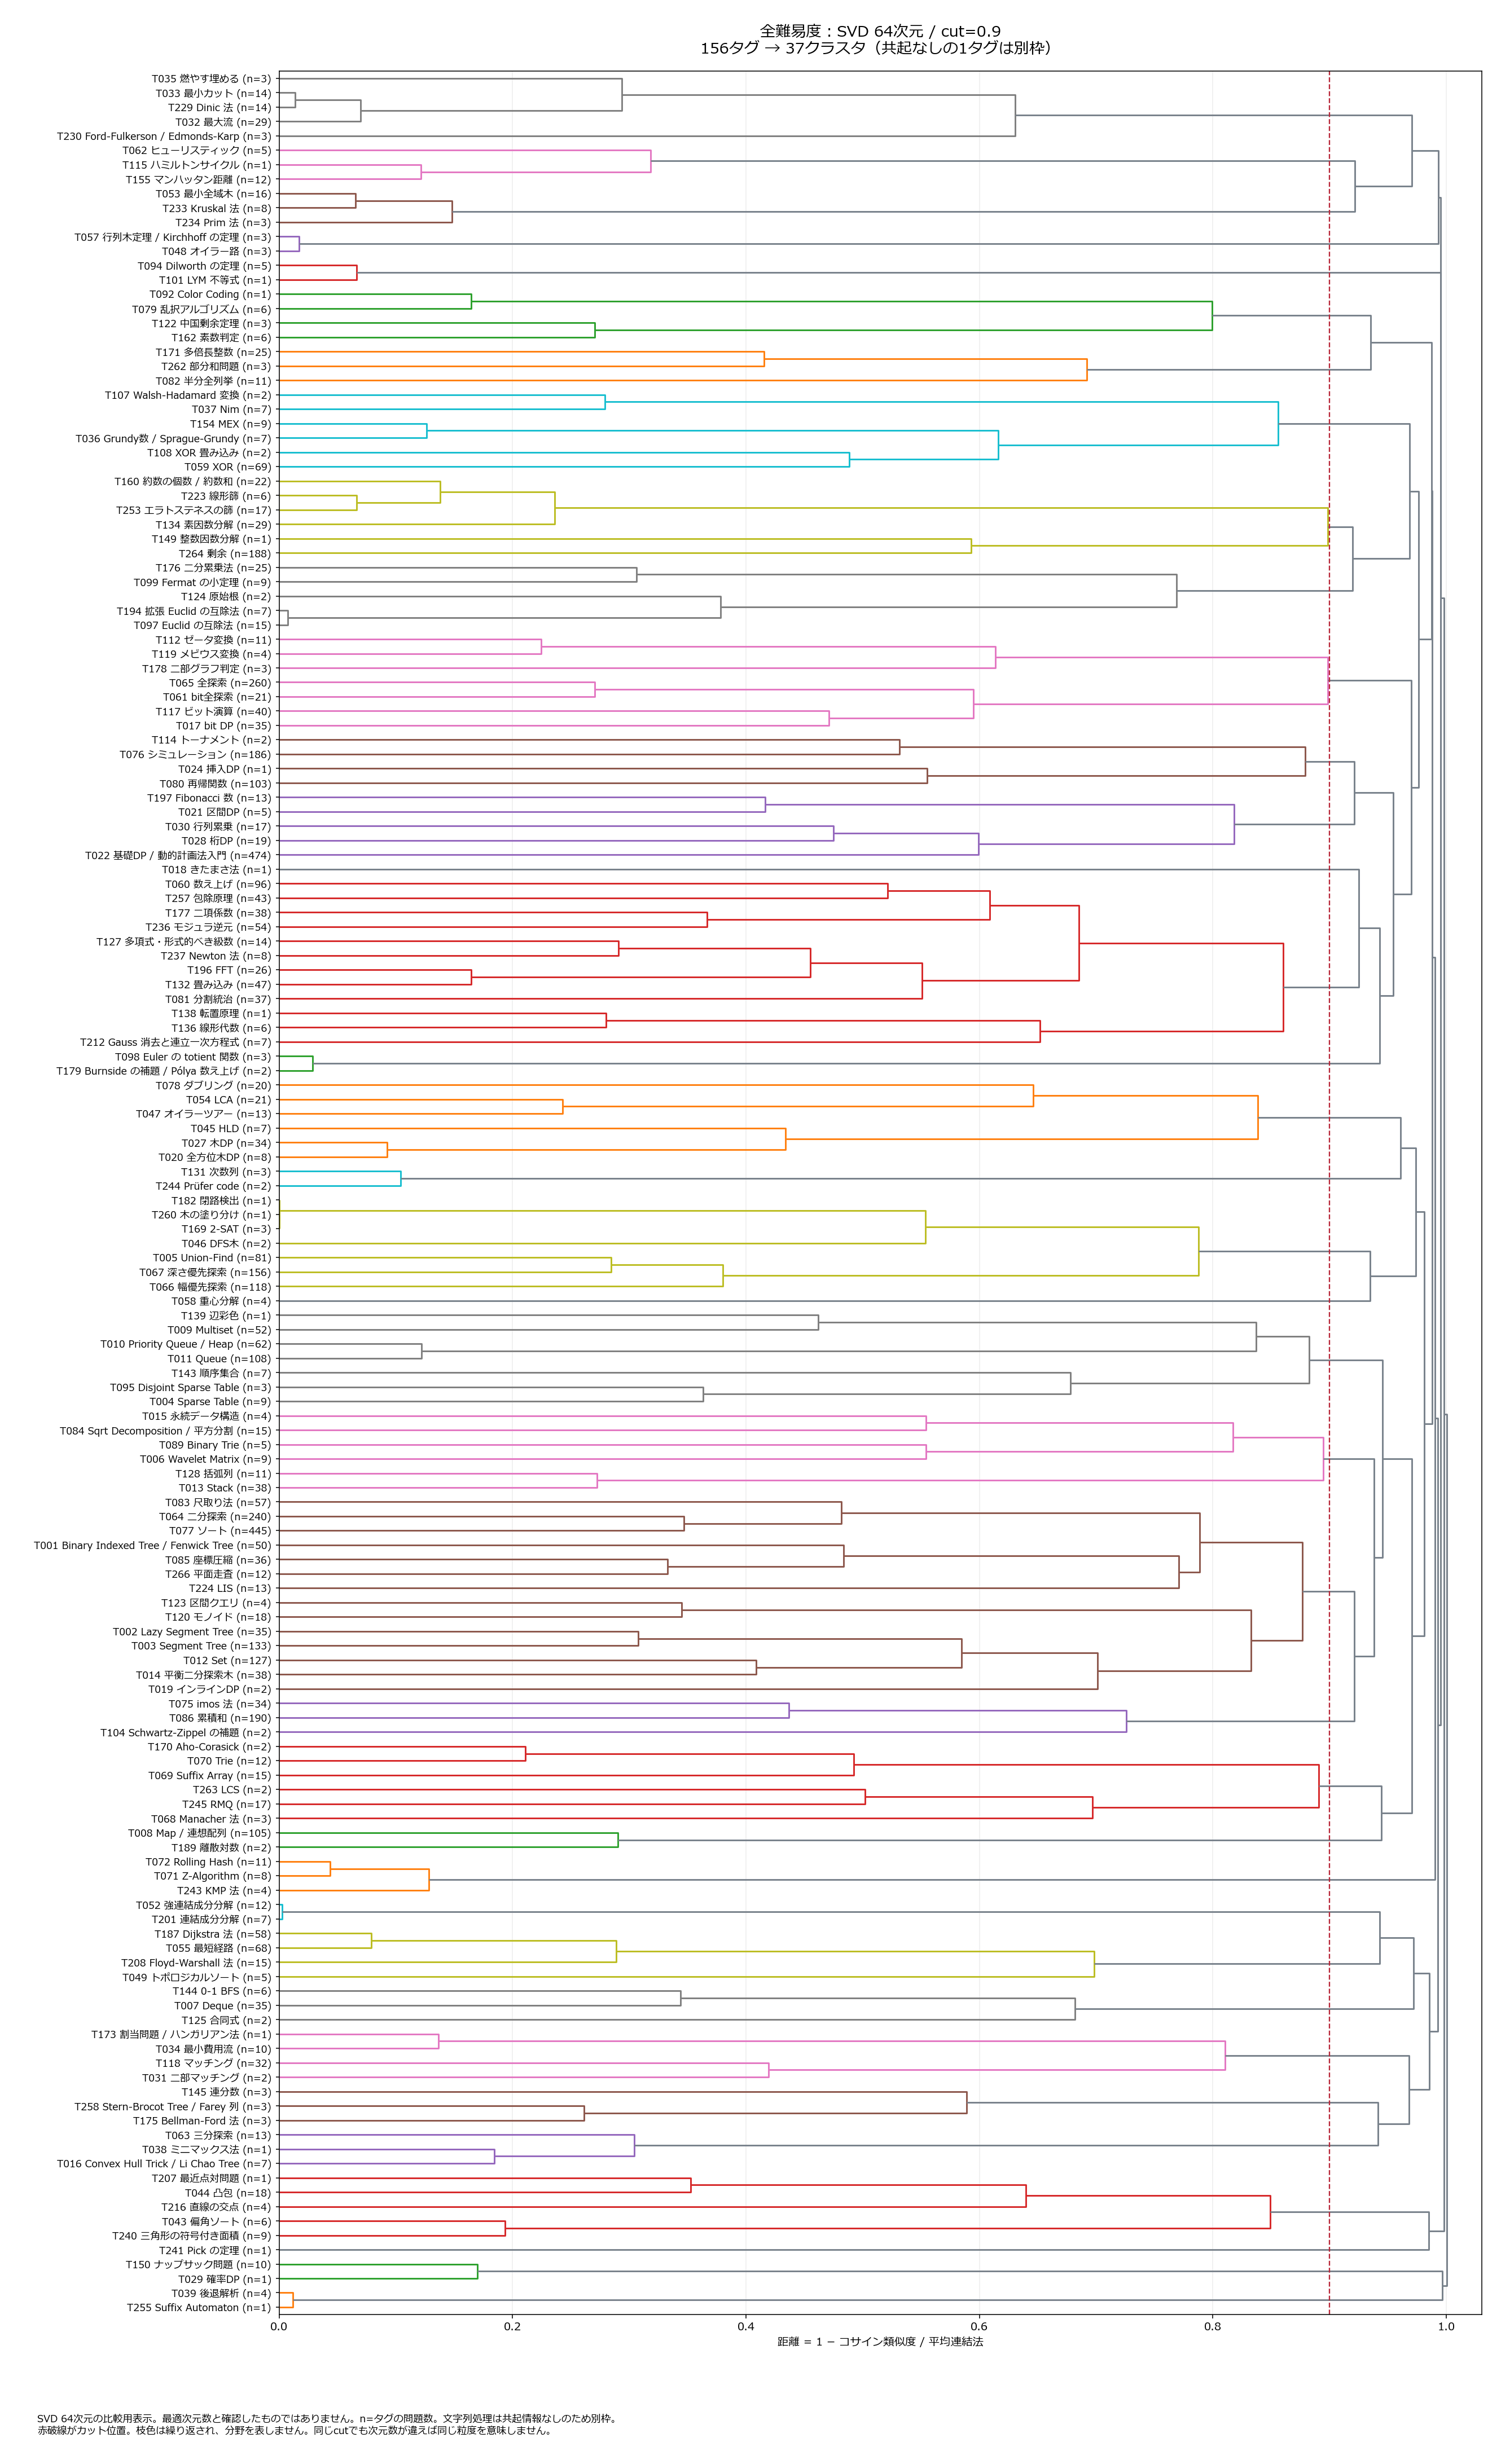 全難易度：SVD 64次元 / cut=0.9
156タグ → 37クラスタ（共起なしの1タグは別枠）
T035 燃やす埋める (n=3)
T033 最小カット (n=14)
T229 Dinic 法 (n=14)
T032 最大流 (n=29)
T230 Ford-Fulkerson / Edmonds-Karp (n=3)
T062 ヒューリスティック (n=5)
T115 ハミルトンサイクル (n=1)
T155 マンハッタン距離 (n=12)
T053 最小全域木 (n=16)
T233 Kruskal 法 (n=8)
T234 Prim 法 (n=3)
T057 行列木定理 / Kirchhoff の定理 (n=3)
T048 オイラー路 (n=3)
T094 Dilworth の定理 (n=5)
T101 LYM 不等式 (n=1)
T092 Color Coding (n=1)
T079 乱択アルゴリズム (n=6)
T122 中国剰余定理 (n=3)
T162 素数判定 (n=6)
T171 多倍長整数 (n=25)
T262 部分和問題 (n=3)
T082 半分全列挙 (n=11)
T107 Walsh-Hadamard 変換 (n=2)
T037 Nim (n=7)
T154 MEX (n=9)
T036 Grundy数 / Sprague-Grundy (n=7)
T108 XOR 畳み込み (n=2)
T059 XOR (n=69)
T160 約数の個数 / 約数和 (n=22)
T223 線形篩 (n=6)
T253 エラトステネスの篩 (n=17)
T134 素因数分解 (n=29)
T149 整数因数分解 (n=1)
T264 剰余 (n=188)
T176 二分累乗法 (n=25)
T099 Fermat の小定理 (n=9)
T124 原始根 (n=2)
T194 拡張 Euclid の互除法 (n=7)
T097 Euclid の互除法 (n=15)
T112 ゼータ変換 (n=11)
T119 メビウス変換 (n=4)
T178 二部グラフ判定 (n=3)
T065 全探索 (n=260)
T061 bit全探索 (n=21)
T117 ビット演算 (n=40)
T017 bit DP (n=35)
T114 トーナメント (n=2)
T076 シミュレーション (n=186)
T024 挿入DP (n=1)
T080 再帰関数 (n=103)
T197 Fibonacci 数 (n=13)
T021 区間DP (n=5)
T030 行列累乗 (n=17)
T028 桁DP (n=19)
T022 基礎DP / 動的計画法入門 (n=474)
T018 きたまさ法 (n=1)
T060 数え上げ (n=96)
T257 包除原理 (n=43)
T177 二項係数 (n=38)
T236 モジュラ逆元 (n=54)
T127 多項式・形式的べき級数 (n=14)
T237 Newton 法 (n=8)
T196 FFT (n=26)
T132 畳み込み (n=47)
T081 分割統治 (n=37)
T138 転置原理 (n=1)
T136 線形代数 (n=6)
T212 Gauss 消去と連立一次方程式 (n=7)
T098 Euler の totient 関数 (n=3)
T179 Burnside の補題 / Pólya 数え上げ (n=2)
T078 ダブリング (n=20)
T054 LCA (n=21)
T047 オイラーツアー (n=13)
T045 HLD (n=7)
T027 木DP (n=34)
T020 全方位木DP (n=8)
T131 次数列 (n=3)
T244 Prüfer code (n=2)
T182 閉路検出 (n=1)
T260 木の塗り分け (n=1)
T169 2-SAT (n=3)
T046 DFS木 (n=2)
T005 Union-Find (n=81)
T067 深さ優先探索 (n=156)
T066 幅優先探索 (n=118)
T058 重心分解 (n=4)
T139 辺彩色 (n=1)
T009 Multiset (n=52)
T010 Priority Queue / Heap (n=62)
T011 Queue (n=108)
T143 順序集合 (n=7)
T095 Disjoint Sparse Table (n=3)
T004 Sparse Table (n=9)
T015 永続データ構造 (n=4)
T084 Sqrt Decomposition / 平方分割 (n=15)
T089 Binary Trie (n=5)
T006 Wavelet Matrix (n=9)
T128 括弧列 (n=11)
T013 Stack (n=38)
T083 尺取り法 (n=57)
T064 二分探索 (n=240)
T077 ソート (n=445)
T001 Binary Indexed Tree / Fenwick Tree (n=50)
T085 座標圧縮 (n=36)
T266 平面走査 (n=12)
T224 LIS (n=13)
T123 区間クエリ (n=4)
T120 モノイド (n=18)
T002 Lazy Segment Tree (n=35)
T003 Segment Tree (n=133)
T012 Set (n=127)
T014 平衡二分探索木 (n=38)
T019 インラインDP (n=2)
T075 imos 法 (n=34)
T086 累積和 (n=190)
T104 Schwartz-Zippel の補題 (n=2)
T170 Aho-Corasick (n=2)
T070 Trie (n=12)
T069 Suffix Array (n=15)
T263 LCS (n=2)
T245 RMQ (n=17)
T068 Manacher 法 (n=3)
T008 Map / 連想配列 (n=105)
T189 離散対数 (n=2)
T072 Rolling Hash (n=11)
T071 Z-Algorithm (n=8)
T243 KMP 法 (n=4)
T052 強連結成分分解 (n=12)
T201 連結成分分解 (n=7)
T187 Dijkstra 法 (n=58)
T055 最短経路 (n=68)
T208 Floyd-Warshall 法 (n=15)
T049 トポロジカルソート (n=5)
T144 0-1 BFS (n=6)
T007 Deque (n=35)
T125 合同式 (n=2)
T173 割当問題 / ハンガリアン法 (n=1)
T034 最小費用流 (n=10)
T118 マッチング (n=32)
T031 二部マッチング (n=2)
T145 連分数 (n=3)
T258 Stern-Brocot Tree / Farey 列 (n=3)
T175 Bellman-Ford 法 (n=3)
T063 三分探索 (n=13)
T038 ミニマックス法 (n=1)
T016 Convex Hull Trick / Li Chao Tree (n=7)
T207 最近点対問題 (n=1)
T044 凸包 (n=18)
T216 直線の交点 (n=4)
T043 偏角ソート (n=6)
T240 三角形の符号付き面積 (n=9)
T241 Pick の定理 (n=1)
T150 ナップサック問題 (n=10)
T029 確率DP (n=1)
T039 後退解析 (n=4)
T255 Suffix Automaton (n=1)
0.0 0.2 0.4 0.6 0.8 1.0
距離 = 1 − コサイン類似度 / 平均連結法
SVD 64次元の比較用表示。最適次元数と確認したものではありません。n=タグの問題数。文字列処理は共起情報なしのため別枠。
赤破線がカット位置。枝色は繰り返され、分野を表しません。同じcutでも次元数が違えば同じ粒度を意味しません。